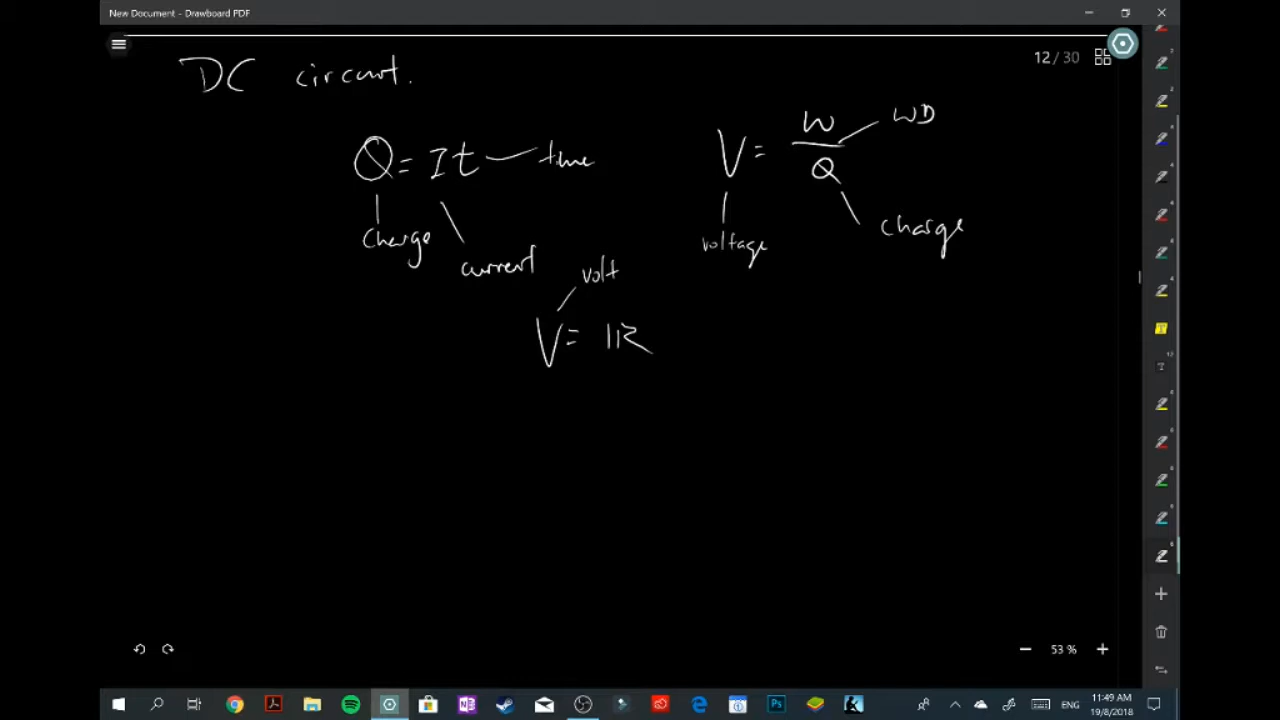 New Document - Drawboard PDF
12 / 30
DC circuit.
Q = It — time
charge
current
V = W/Q
WD
voltage
charge
volt
V = IR
53 %
ENG
11:49 AM
19/8/2018